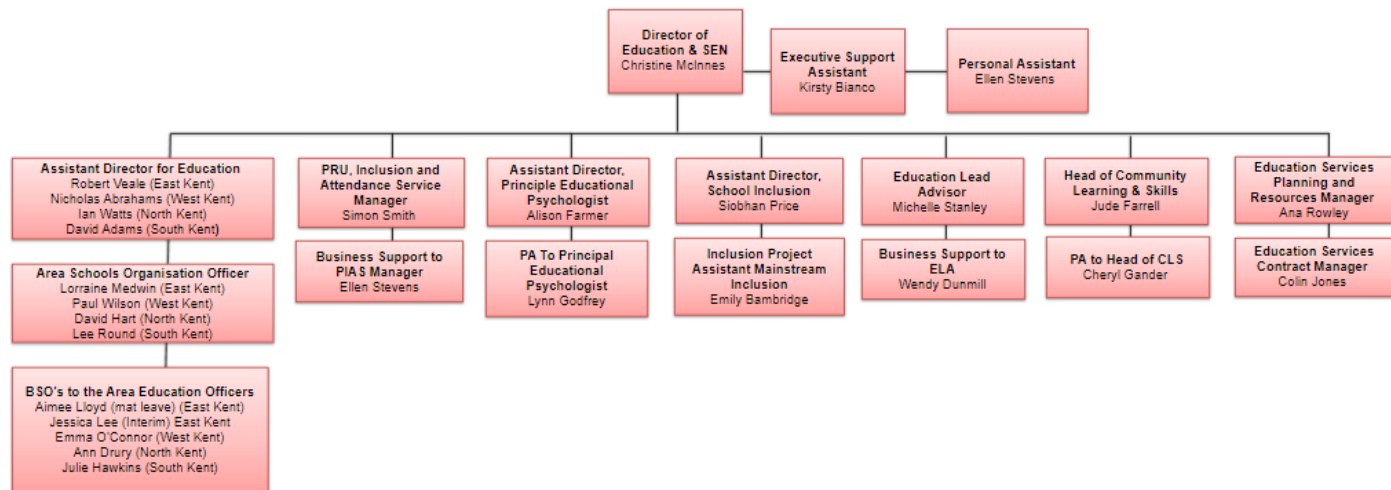 Director of
Education & SEN
Christine McInnes
Executive Support
Assistant
Kirsty Bianco
Personal Assistant
Ellen Stevens
Assistant Director for Education
Robert Veale (East Kent)
Nicholas Abrahams (West Kent)
Ian Watts (North Kent)
David Adams (South Kent)
PRU, Inclusion and
Attendance Service
Manager
Simon Smith
Assistant Director,
Principle Educational
Psychologist
Alison Farmer
Assistant Director,
School Inclusion
Siobhan Price
Education Lead
Advisor
Michelle Stanley
Head of Community
Learning & Skills
Jude Farrell
Education Services
Planning and
Resources Manager
Ana Rowley
Area Schools Organisation Officer
Lorraine Medwin (East Kent)
Paul Wilson (West Kent)
David Hart (North Kent)
Lee Round (South Kent)
Business Support to
PIAS Manager
Ellen Stevens
PA To Principal
Educational
Psychologist
Lynn Godfrey
Inclusion Project
Assistant Mainstream
Inclusion
Emily Bambridge
Business Support to
ELA
Wendy Dunmill
PA to Head of CLS
Cheryl Gander
Education Services
Contract Manager
Colin Jones
BSO's to the Area Education Officers
Aimee Lloyd (mat leave) (East Kent)
Jessica Lee (Interim) East Kent
Emma O'Connor (West Kent)
Ann Drury (North Kent)
Julie Hawkins (South Kent)